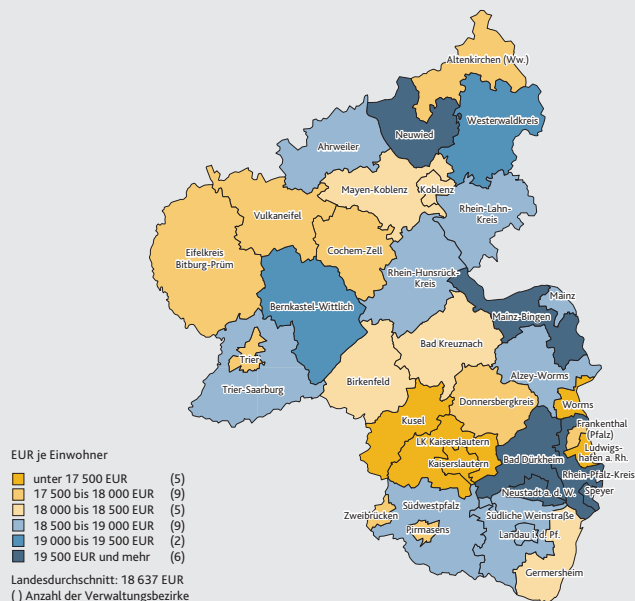 Altenkirchen (Ww.)
Westerwaldkreis
Neuwied
Ahrweiler
Mayen-Koblenz
Koblenz
Rhein-Lahn-
Kreis
Vulkaneifel
Cochem-Zell
Eifelkreis
Bitburg-Prüm
Rhein-Hunsrück-
Kreis
Bernkastel-Wittlich
Mainz
Mainz-Bingen
Bad Kreuznach
Trier
Trier-Saarburg
Birkenfeld
Alzey-Worms
Donnersbergkreis
Worms
Kusel
Frankenthal
(Pfalz)
LK Kaiserslautern
Kaiserslautern
Ludwigs-
hafen a. Rh.
Bad Dürkheim
Rhein-Pfalz-Kreis
Neustadt a. d. W.
Speyer
Südwestpfalz
Zweibrücken
Pirmasens
Südliche Weinstraße
Landau i. d. Pf.
Germersheim
EUR je Einwohner
unter 17 500 EUR (5)
17 500 bis 18 000 EUR (9)
18 000 bis 18 500 EUR (5)
18 500 bis 19 000 EUR (9)
19 000 bis 19 500 EUR (2)
19 500 EUR und mehr (6)
Landesdurchschnitt: 18 637 EUR
( ) Anzahl der Verwaltungsbezirke